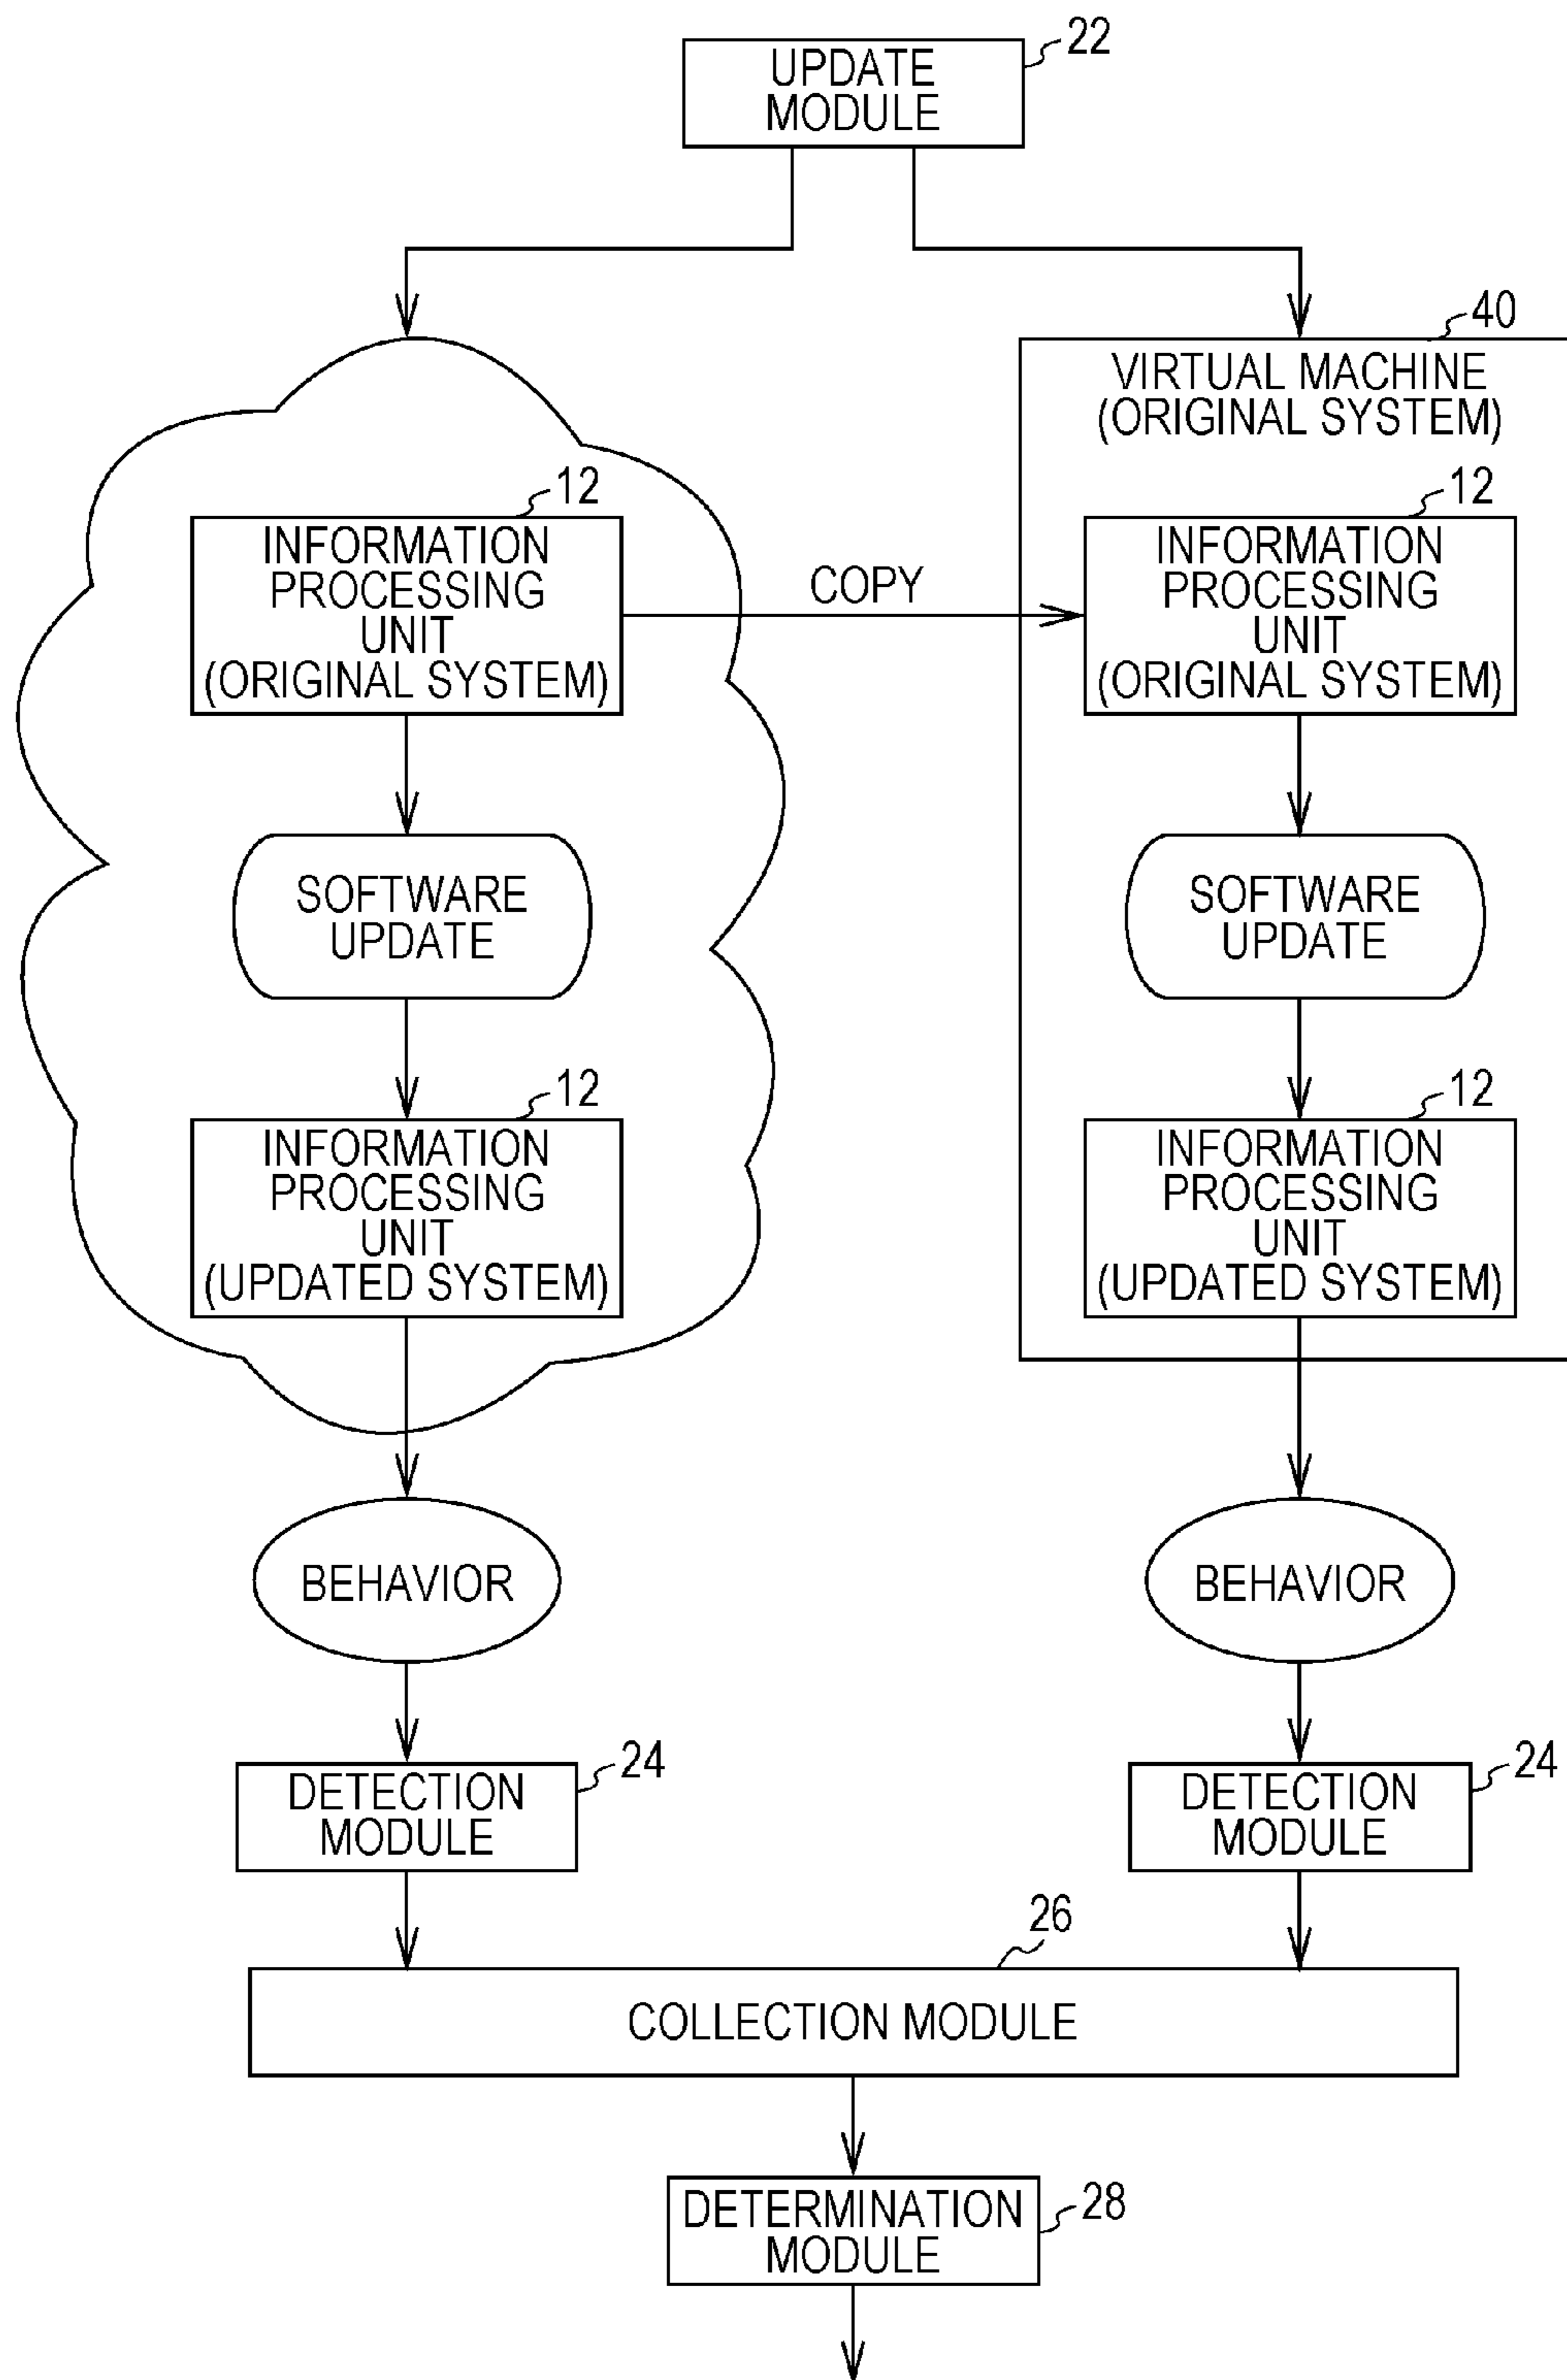 UPDATE
MODULE
22
40
VIRTUAL MACHINE
(ORIGINAL SYSTEM)
12
INFORMATION
PROCESSING
UNIT
(ORIGINAL SYSTEM)
COPY
12
INFORMATION
PROCESSING
UNIT
(ORIGINAL SYSTEM)
SOFTWARE
UPDATE
SOFTWARE
UPDATE
12
INFORMATION
PROCESSING
UNIT
(UPDATED SYSTEM)
12
INFORMATION
PROCESSING
UNIT
(UPDATED SYSTEM)
BEHAVIOR
BEHAVIOR
24
DETECTION
MODULE
24
DETECTION
MODULE
26
COLLECTION MODULE
DETERMINATION
MODULE
28